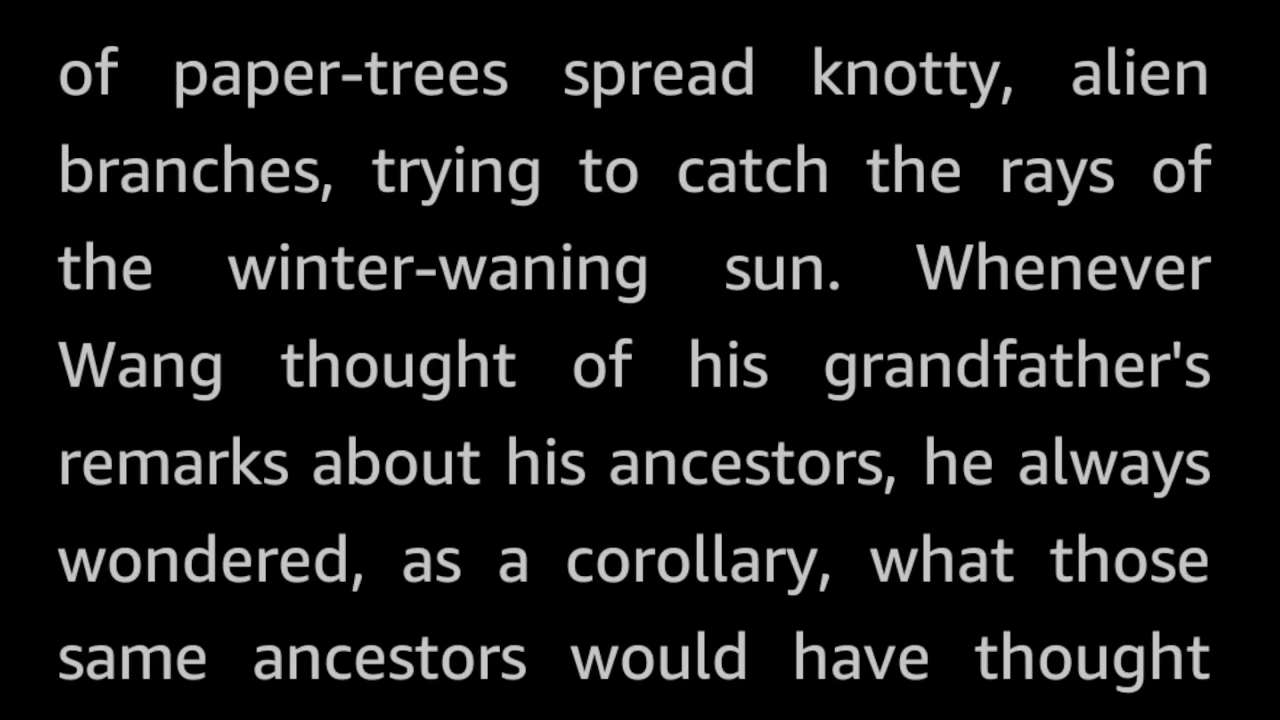 of paper-trees spread knotty, alien
branches, trying to catch the rays of
the winter-waning sun. Whenever
Wang thought of his grandfather's
remarks about his ancestors, he always
wondered, as a corollary, what those
same ancestors would have thought